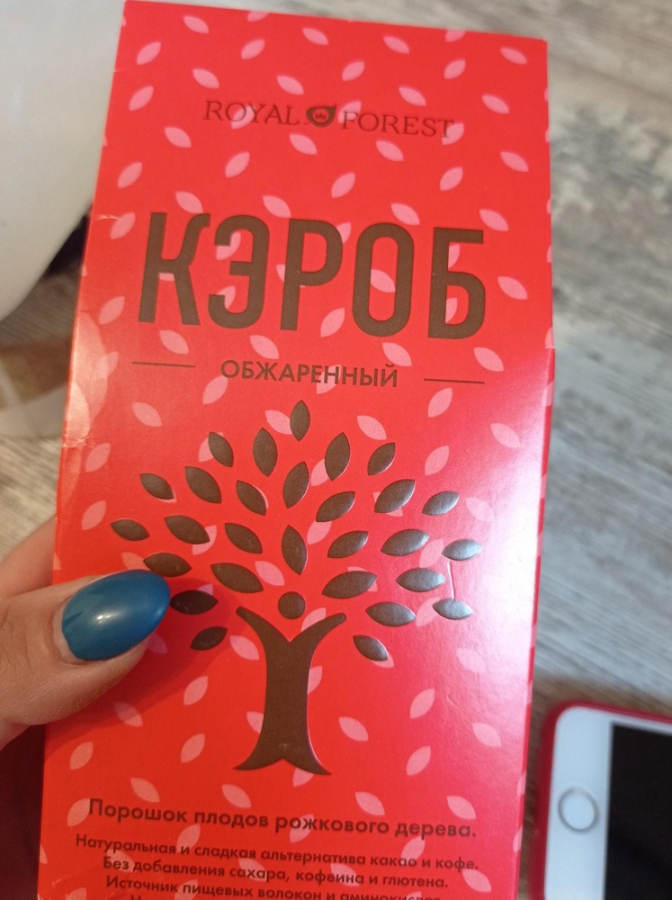 ROYAL FOREST
КЭРОБ
ОБЖАРЕННЫЙ
Порошок плодов рожкового дерева.
Натуральная и сладкая альтернатива какао и кофе.
Без добавления сахара, кофеина и глютена.
Источник пищевых волокон и аминокислот